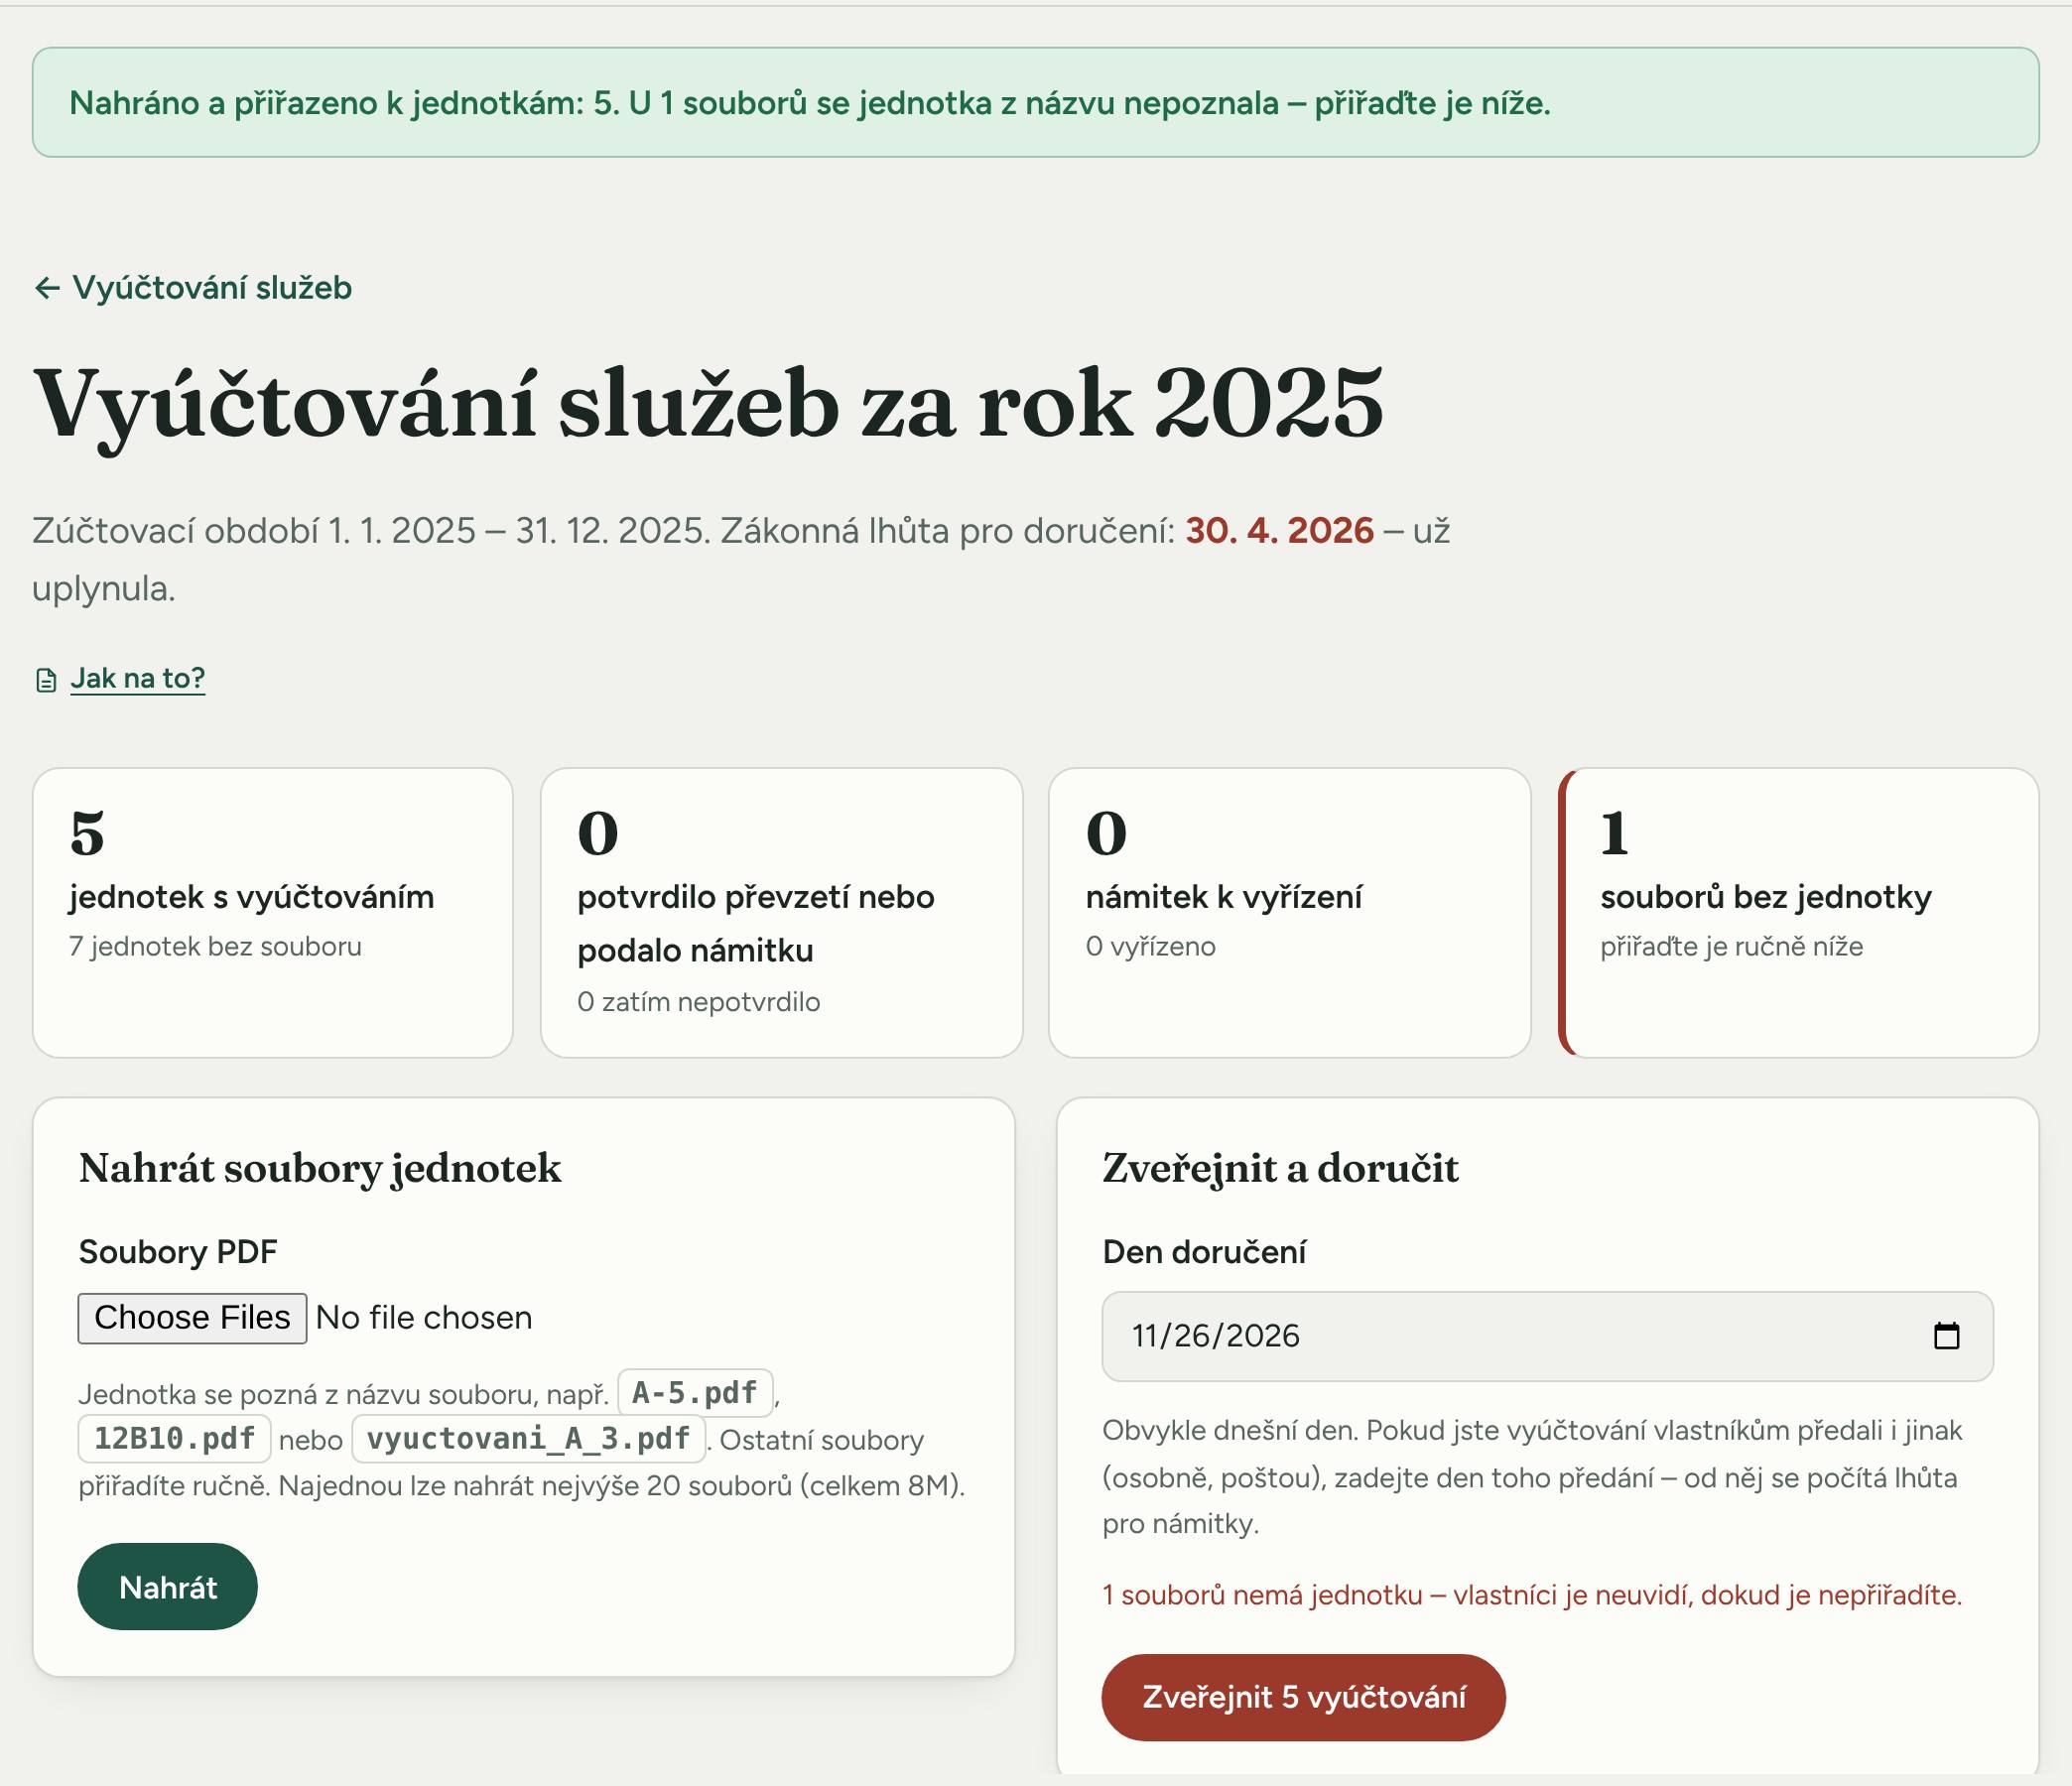 Nahráno a přiřazeno k jednotkám: 5. U 1 souborů se jednotka z názvu nepoznala – přiřaďte je níže.
← Vyúčtování služeb
Vyúčtování služeb za rok 2025
Zúčtovací období 1. 1. 2025 – 31. 12. 2025. Zákonná lhůta pro doručení: 30. 4. 2026 – už
uplynula.
Jak na to?
5
jednotek s vyúčtováním
7 jednotek bez souboru
0
potvrdilo převzetí nebo
podalo námitku
0 zatím nepotvrdilo
0
námitek k vyřízení
0 vyřízeno
1
souborů bez jednotky
přiřaďte je ručně níže
Nahrát soubory jednotek
Soubory PDF
Choose Files No file chosen
Jednotka se pozná z názvu souboru, např. A-5.pdf,
12B10.pdf nebo vyuctovani_A_3.pdf. Ostatní soubory
přiřadíte ručně. Najednou lze nahrát nejvýše 20 souborů (celkem 8M).
Nahrát
Zveřejnit a doručit
Den doručení
11/26/2026
Obvykle dnešní den. Pokud jste vyúčtování vlastníkům předali i jinak
(osobně, poštou), zadejte den toho předání – od něj se počítá lhůta
pro námitky.
1 souborů nemá jednotku – vlastníci je neuvidí, dokud je nepřiřadíte.
Zveřejnit 5 vyúčtování